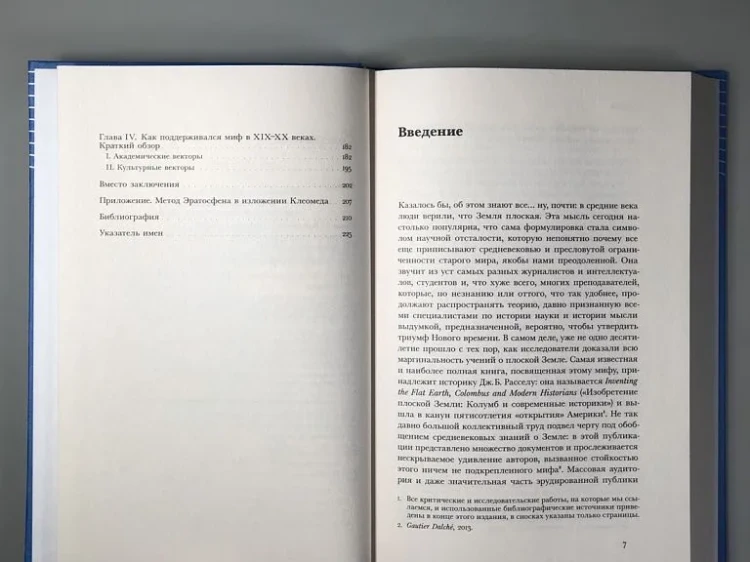 Глава IV. Как поддерживался миф в XIX–XX веках.
Краткий обзор 182
I. Академические векторы 182
II. Культурные векторы 195
Вместо заключения 202
Приложение. Метод Эратосфена в изложении Клеомеда 207
Библиография 210
Указатель имен 225
Введение
Казалось бы, об этом знают все... ну, почти: в средние века
люди верили, что Земля плоская. Эта мысль сегодня на-
столько популярна, что сама формулировка стала символ-
ом научной отсталости, которую непонятно почему все
еще приписывают средневековью и пресловутой ограни-
ченности старого мира, якобы нами преодоленной. Она
звучит из уст самых разных журналистов и интеллектуа-
лов, студентов и, что хуже всего, многих преподавателей,
которые, по незнанию или оттого, что так удобнее, про-
должают распространять теорию, давно признанную все-
ми специалистами по истории науки и истории мысли
выдумкой, предназначенной, вероятно, чтобы утвердить
триумф Нового времени. В самом деле, уже не одно десяти-
летие прошло с тех пор, как исследователи доказали всю
маргинальность учений о плоской Земле. Самая известная
и наиболее полная книга, посвященная этому мифу, при-
надлежит историку Дж.Б. Расселу: она называется Inventing
the Flat Earth, Colombus and Modern Historians («Изобретение
плоской Земли: Колумб и современные историки») и вы-
шла в канун пятисотлетия «открытия» Америки¹. Не так
давно большой коллективный труд подвел черту под обоб-
щением средневековых знаний о Земле: в этой публика-
ции представлено множество документов и прослеживается
нескрываемое удивление авторов, вызванное стойкостью
этого ничем не подкрепленного мифа². Массовая аудито-
рия и даже значительная часть эрудированной публики
1. Все критические и исследовательские работы, на которые мы ссы-
лаемся, и использованные библиографические источники приве-
дены в конце этого издания, в сносках указаны только страницы.
2. Gautier Dalché, 2013.
7